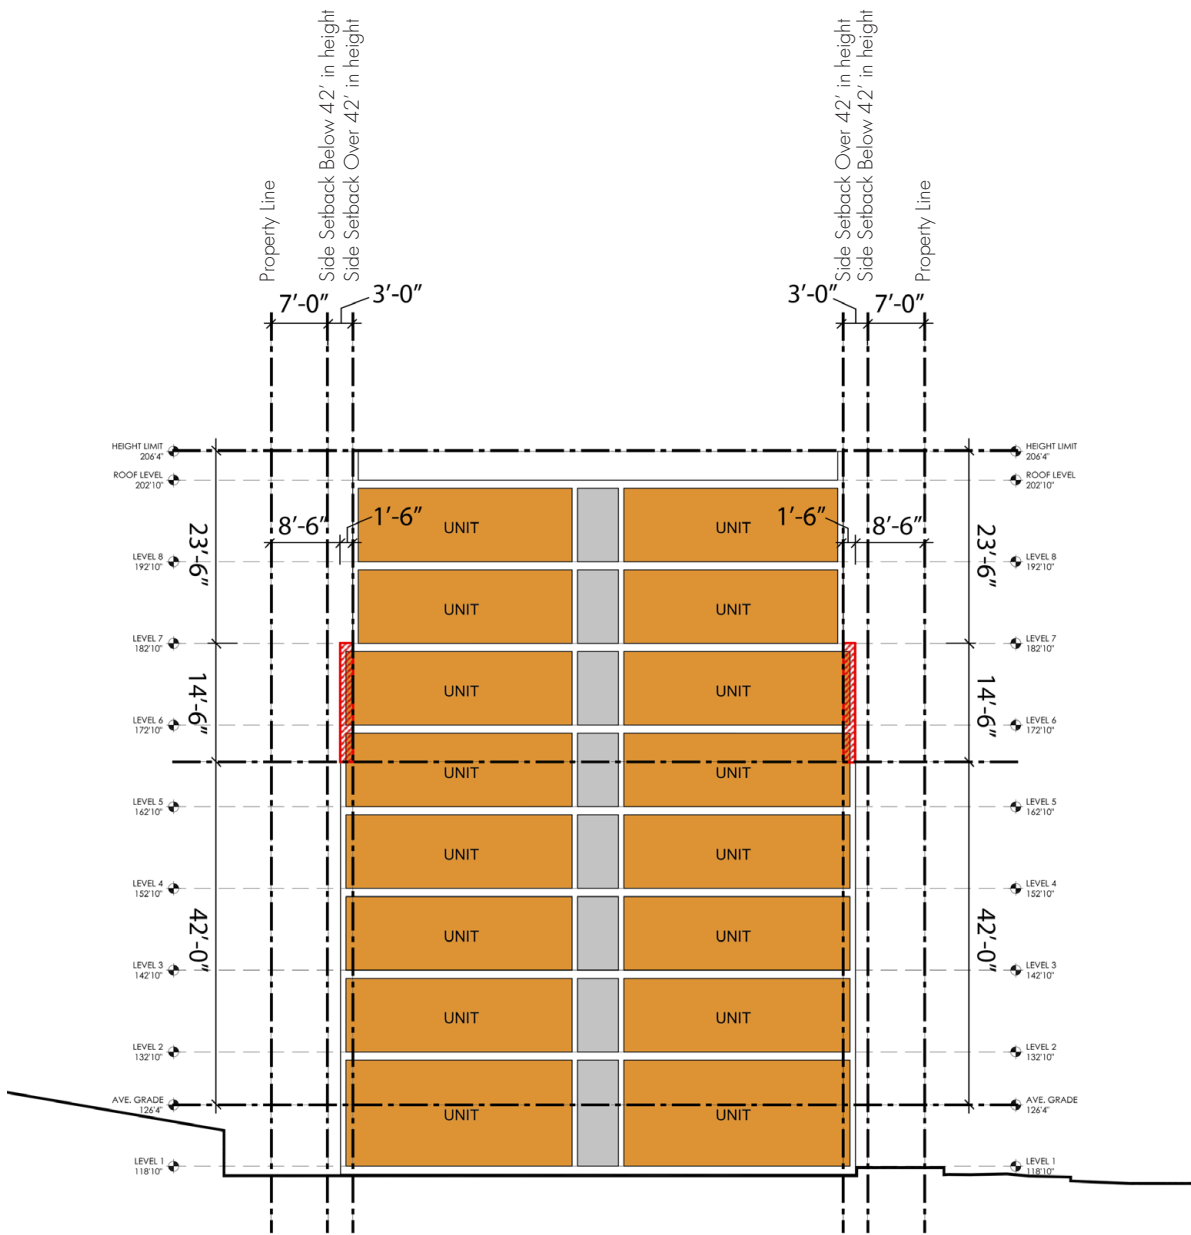 Property Line
Side Setback Below 42' in height
Side Setback Over 42' in height
Side Setback Over 42' in height
Side Setback Below 42' in height
Property Line
7'-0"
3'-0"
3'-0"
7'-0"
HEIGHT LIMIT
206'4"
HEIGHT LIMIT
206'4"
ROOF LEVEL
202'10"
ROOF LEVEL
202'10"
8'-6"
1'-6"
UNIT
UNIT
1'-6"
8'-6"
23'-6"
23'-6"
LEVEL 8
192'10"
LEVEL 8
192'10"
UNIT
UNIT
LEVEL 7
182'10"
LEVEL 7
182'10"
14'-6"
UNIT
UNIT
14'-6"
LEVEL 6
172'10"
LEVEL 6
172'10"
UNIT
UNIT
LEVEL 5
162'10"
LEVEL 5
162'10"
UNIT
UNIT
LEVEL 4
152'10"
LEVEL 4
152'10"
42'-0"
UNIT
UNIT
42'-0"
LEVEL 3
142'10"
LEVEL 3
142'10"
UNIT
UNIT
LEVEL 2
132'10"
LEVEL 2
132'10"
AVE. GRADE
126'4"
UNIT
UNIT
AVE. GRADE
126'4"
LEVEL 1
118'10"
LEVEL 1
118'10"